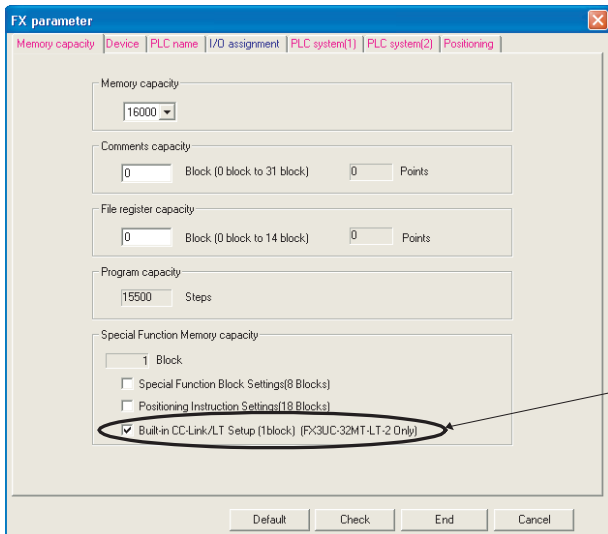 FX parameter
Memory capacity Device PLC name I/O assignment PLC system(1) PLC system(2) Positioning
Memory capacity
16000
Comments capacity
0 Block (0 block to 31 block) 0 Points
File register capacity
0 Block (0 block to 14 block) 0 Points
Program capacity
15500 Steps
Special Function Memory capacity
1 Block
Special Function Block Settings(8 Blocks)
Positioning Instruction Settings(18 Blocks)
Built-in CC-Link/LT Setup (1block) (FX3UC-32MT-LT-2 Only)
Default Check End Cancel